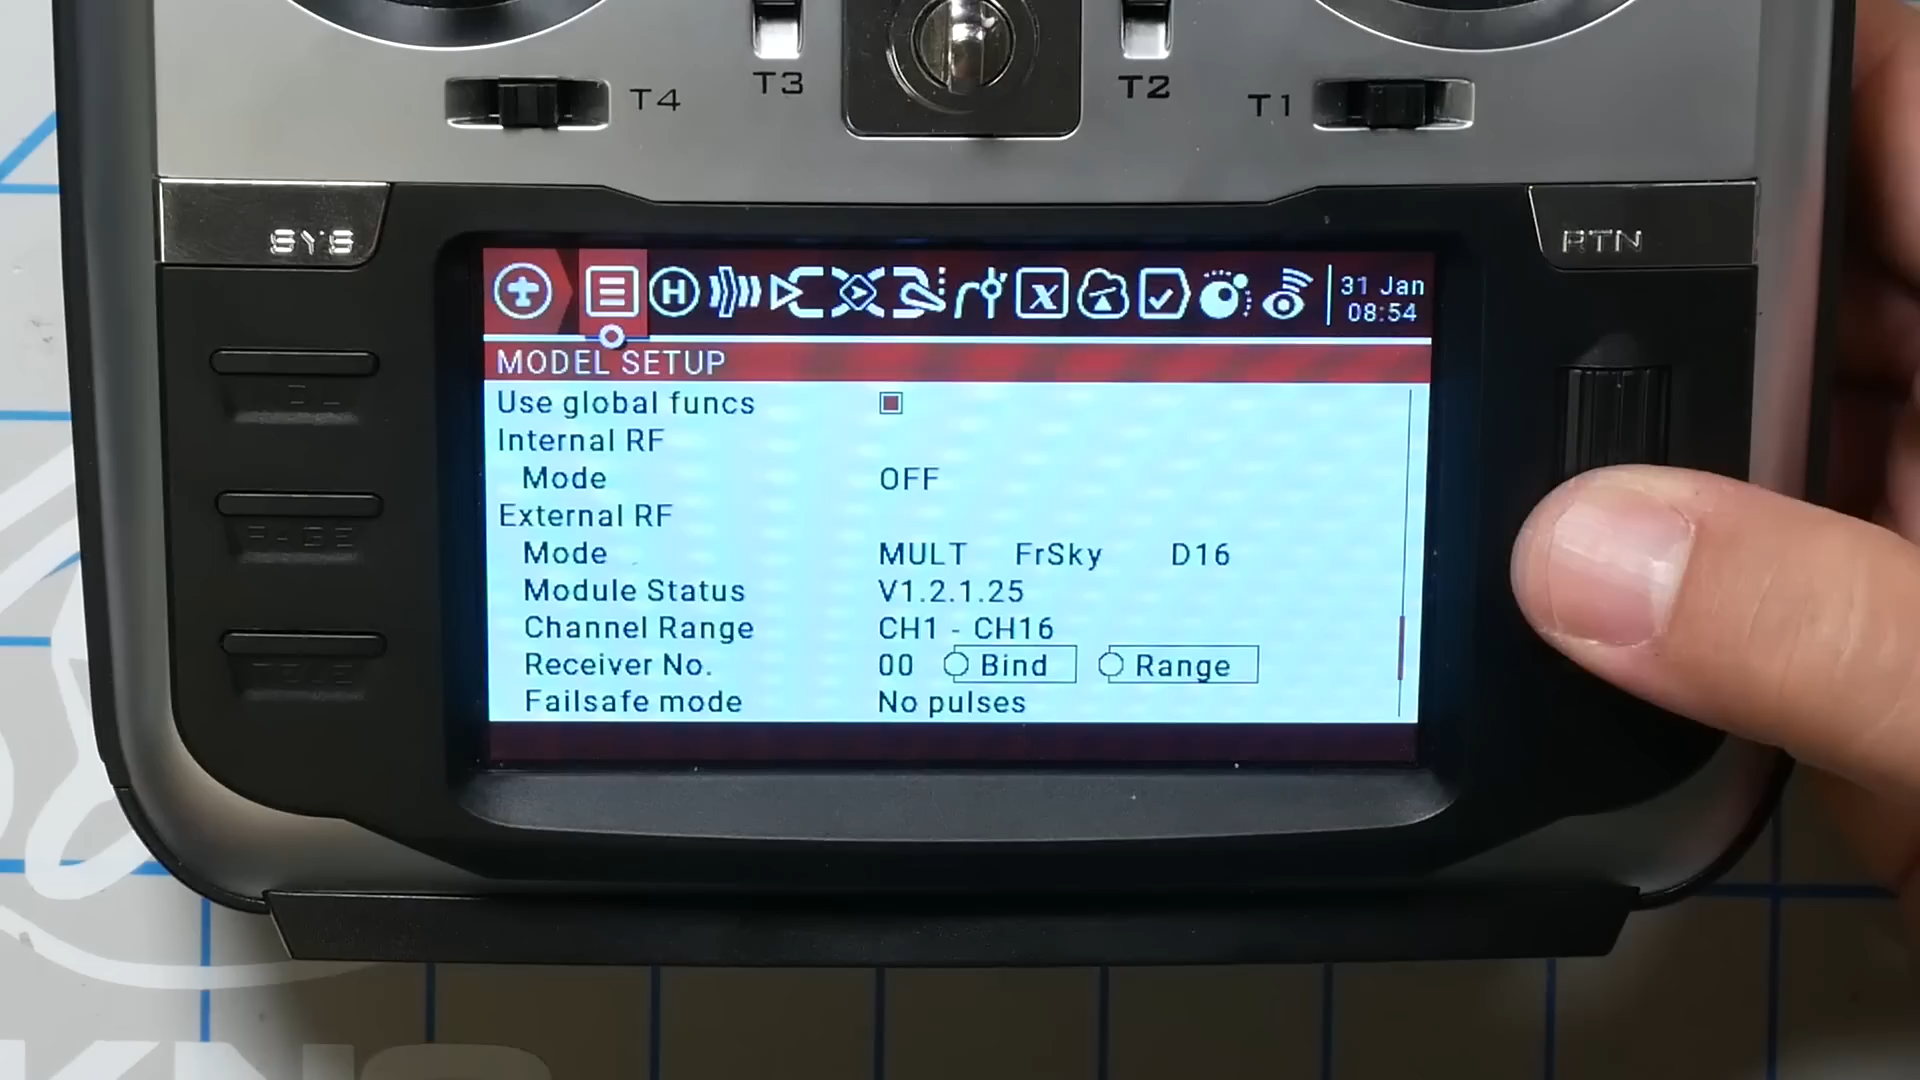 T4
T3
T2
T1
SYS
RTN
31 Jan
08:54
MODEL SETUP
Use global funcs
Internal RF
Mode OFF
External RF
Mode MULT FrSky D16
Module Status V1.2.1.25
Channel Range CH1 - CH16
Receiver No. 00 Bind Range
Failsafe mode No pulses
PAGE
TELE